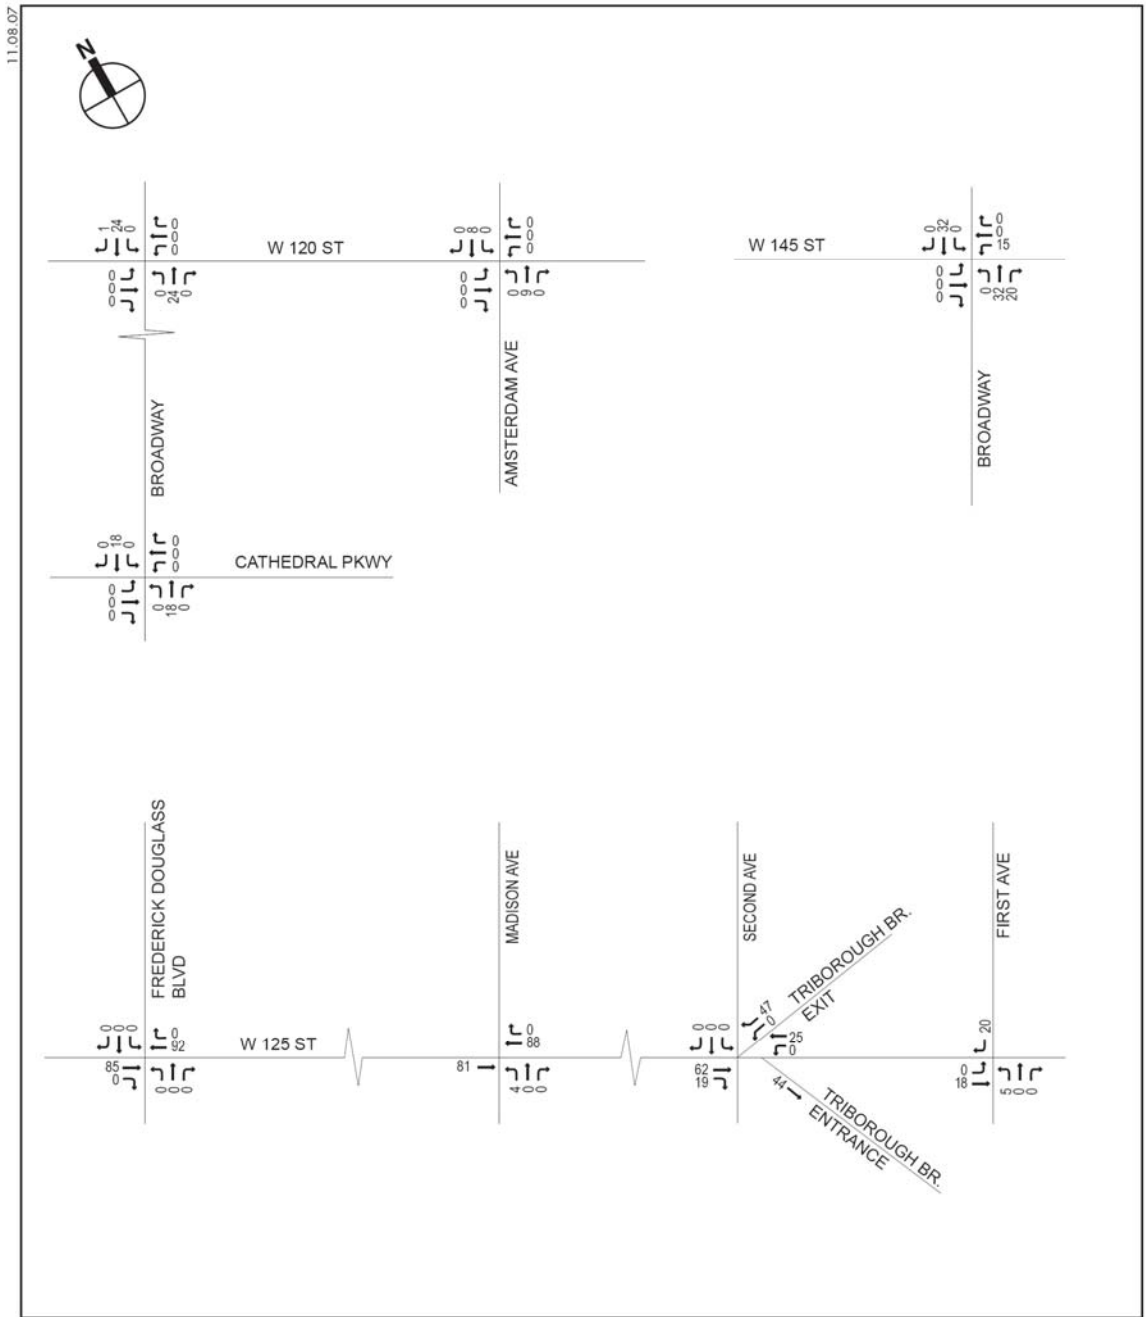 11.08.07
N
1 24 0
0
0
0
W 120 ST
0
0
0
0 24 0
0 8 0
0
0
0
0
0
0
0 9 0
AMSTERDAM AVE
W 145 ST
0 32 0
0
0
15
0
0
0
0 32 20
BROADWAY
BROADWAY
0 18 0
0
0
0
CATHEDRAL PKWY
0
0
0
0 18 0
FREDERICK DOUGLASS
BLVD
0 0 0
0
92
W 125 ST
85
0
0 0 0
MADISON AVE
0
88
81
4 0 0
SECOND AVE
0 0 0
62
19
47
0
TRIBOROUGH BR.
EXIT
25
0
44
TRIBOROUGH BR.
ENTRANCE
FIRST AVE
20
0
18
5 0 0